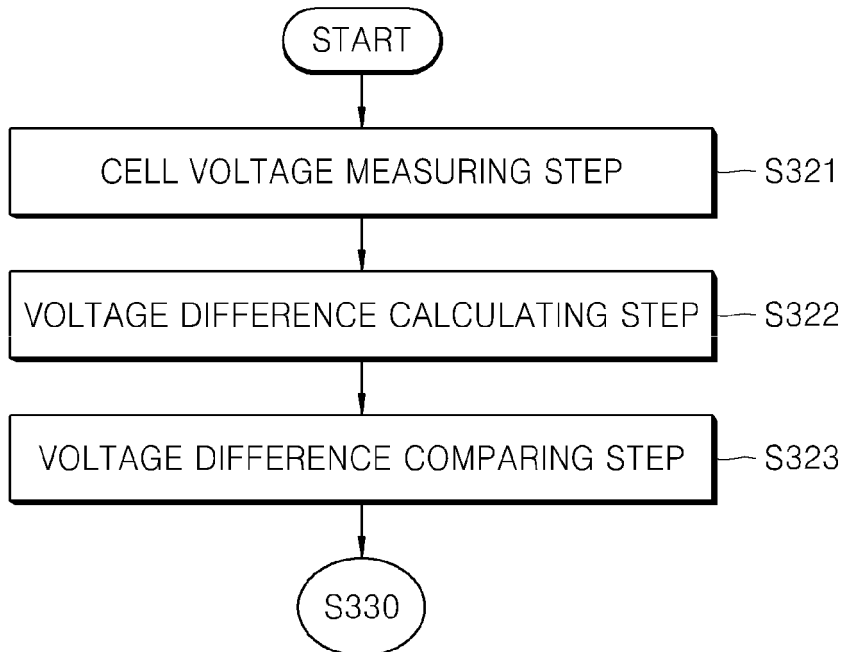 START
CELL VOLTAGE MEASURING STEP
S321
VOLTAGE DIFFERENCE CALCULATING STEP
S322
VOLTAGE DIFFERENCE COMPARING STEP
S323
S330